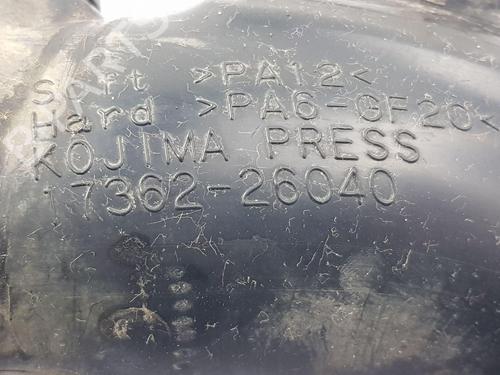 Soft >PA12<
Hard >PA6-GF20<
KOJIMA PRESS
17362-26040